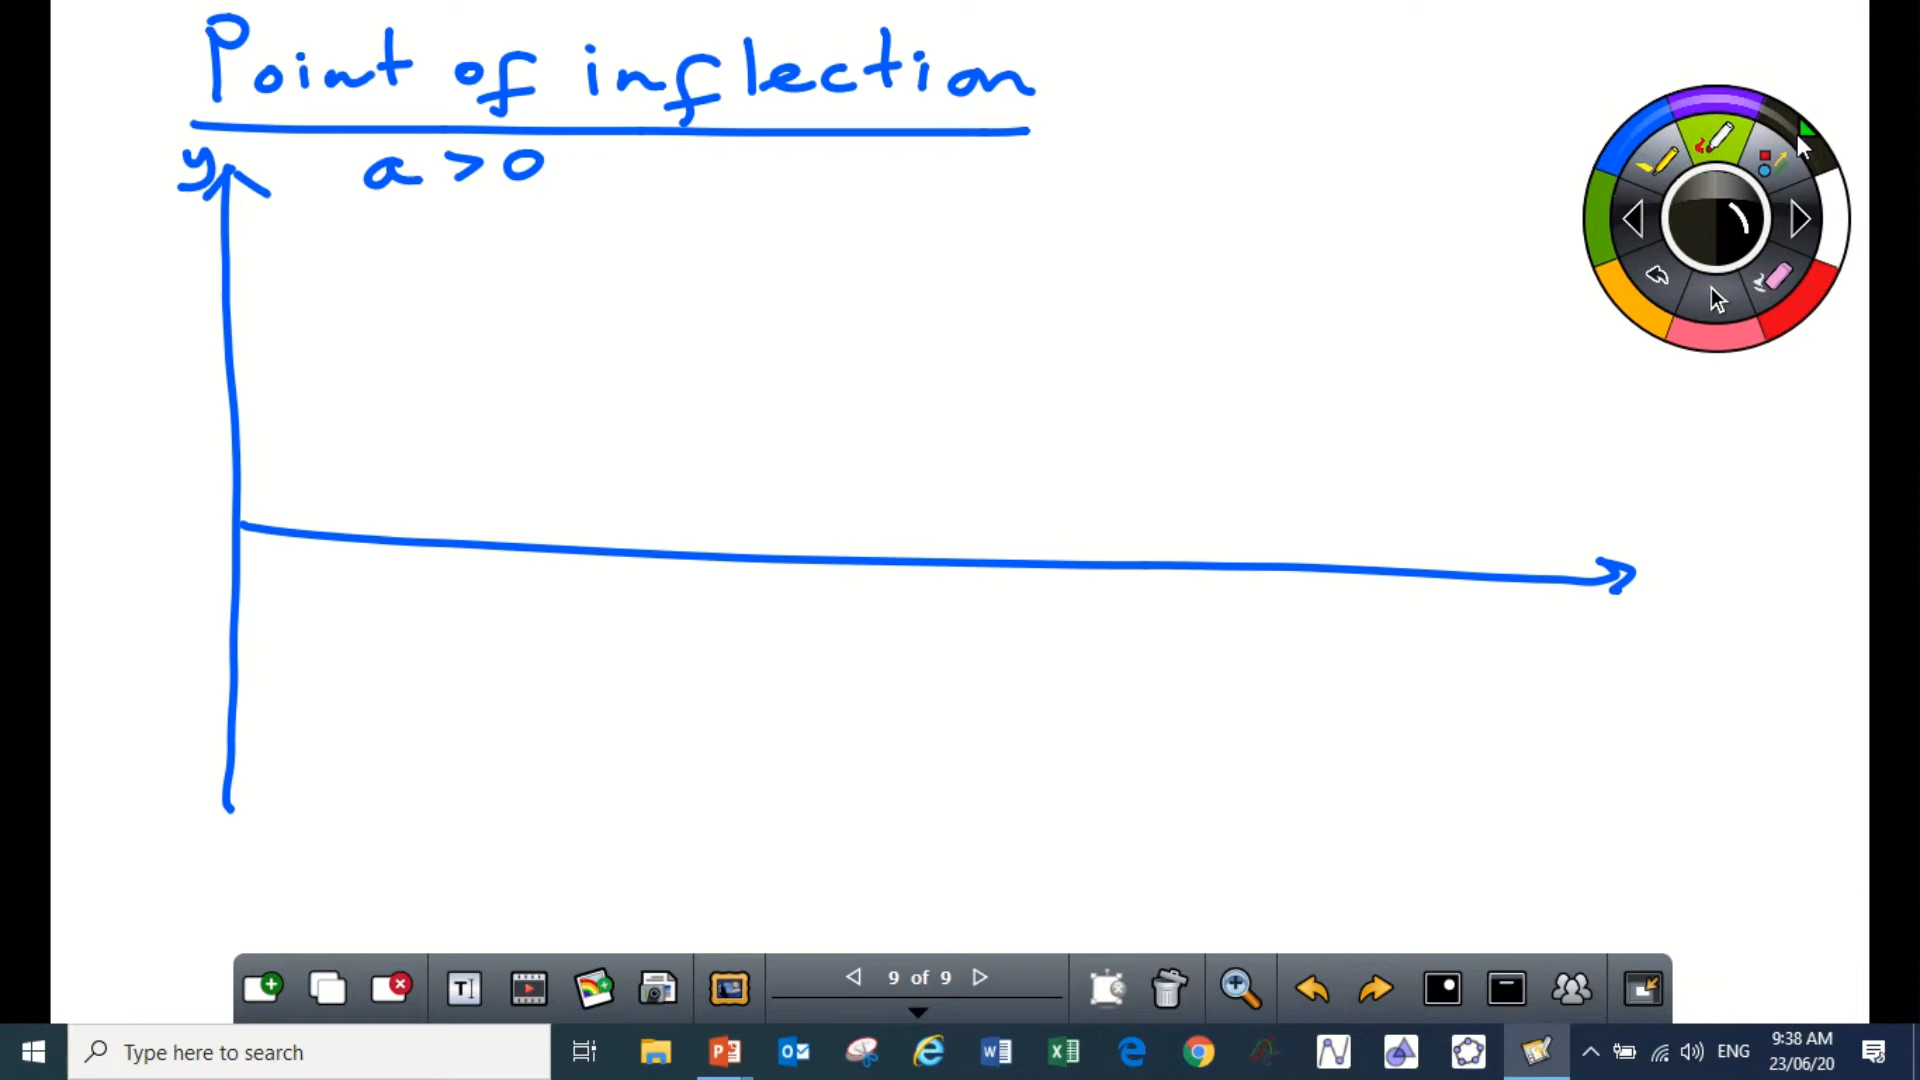 Point of inflection
y a > 0
9 of 9
Type here to search
ENG
9:38 AM
23/06/20